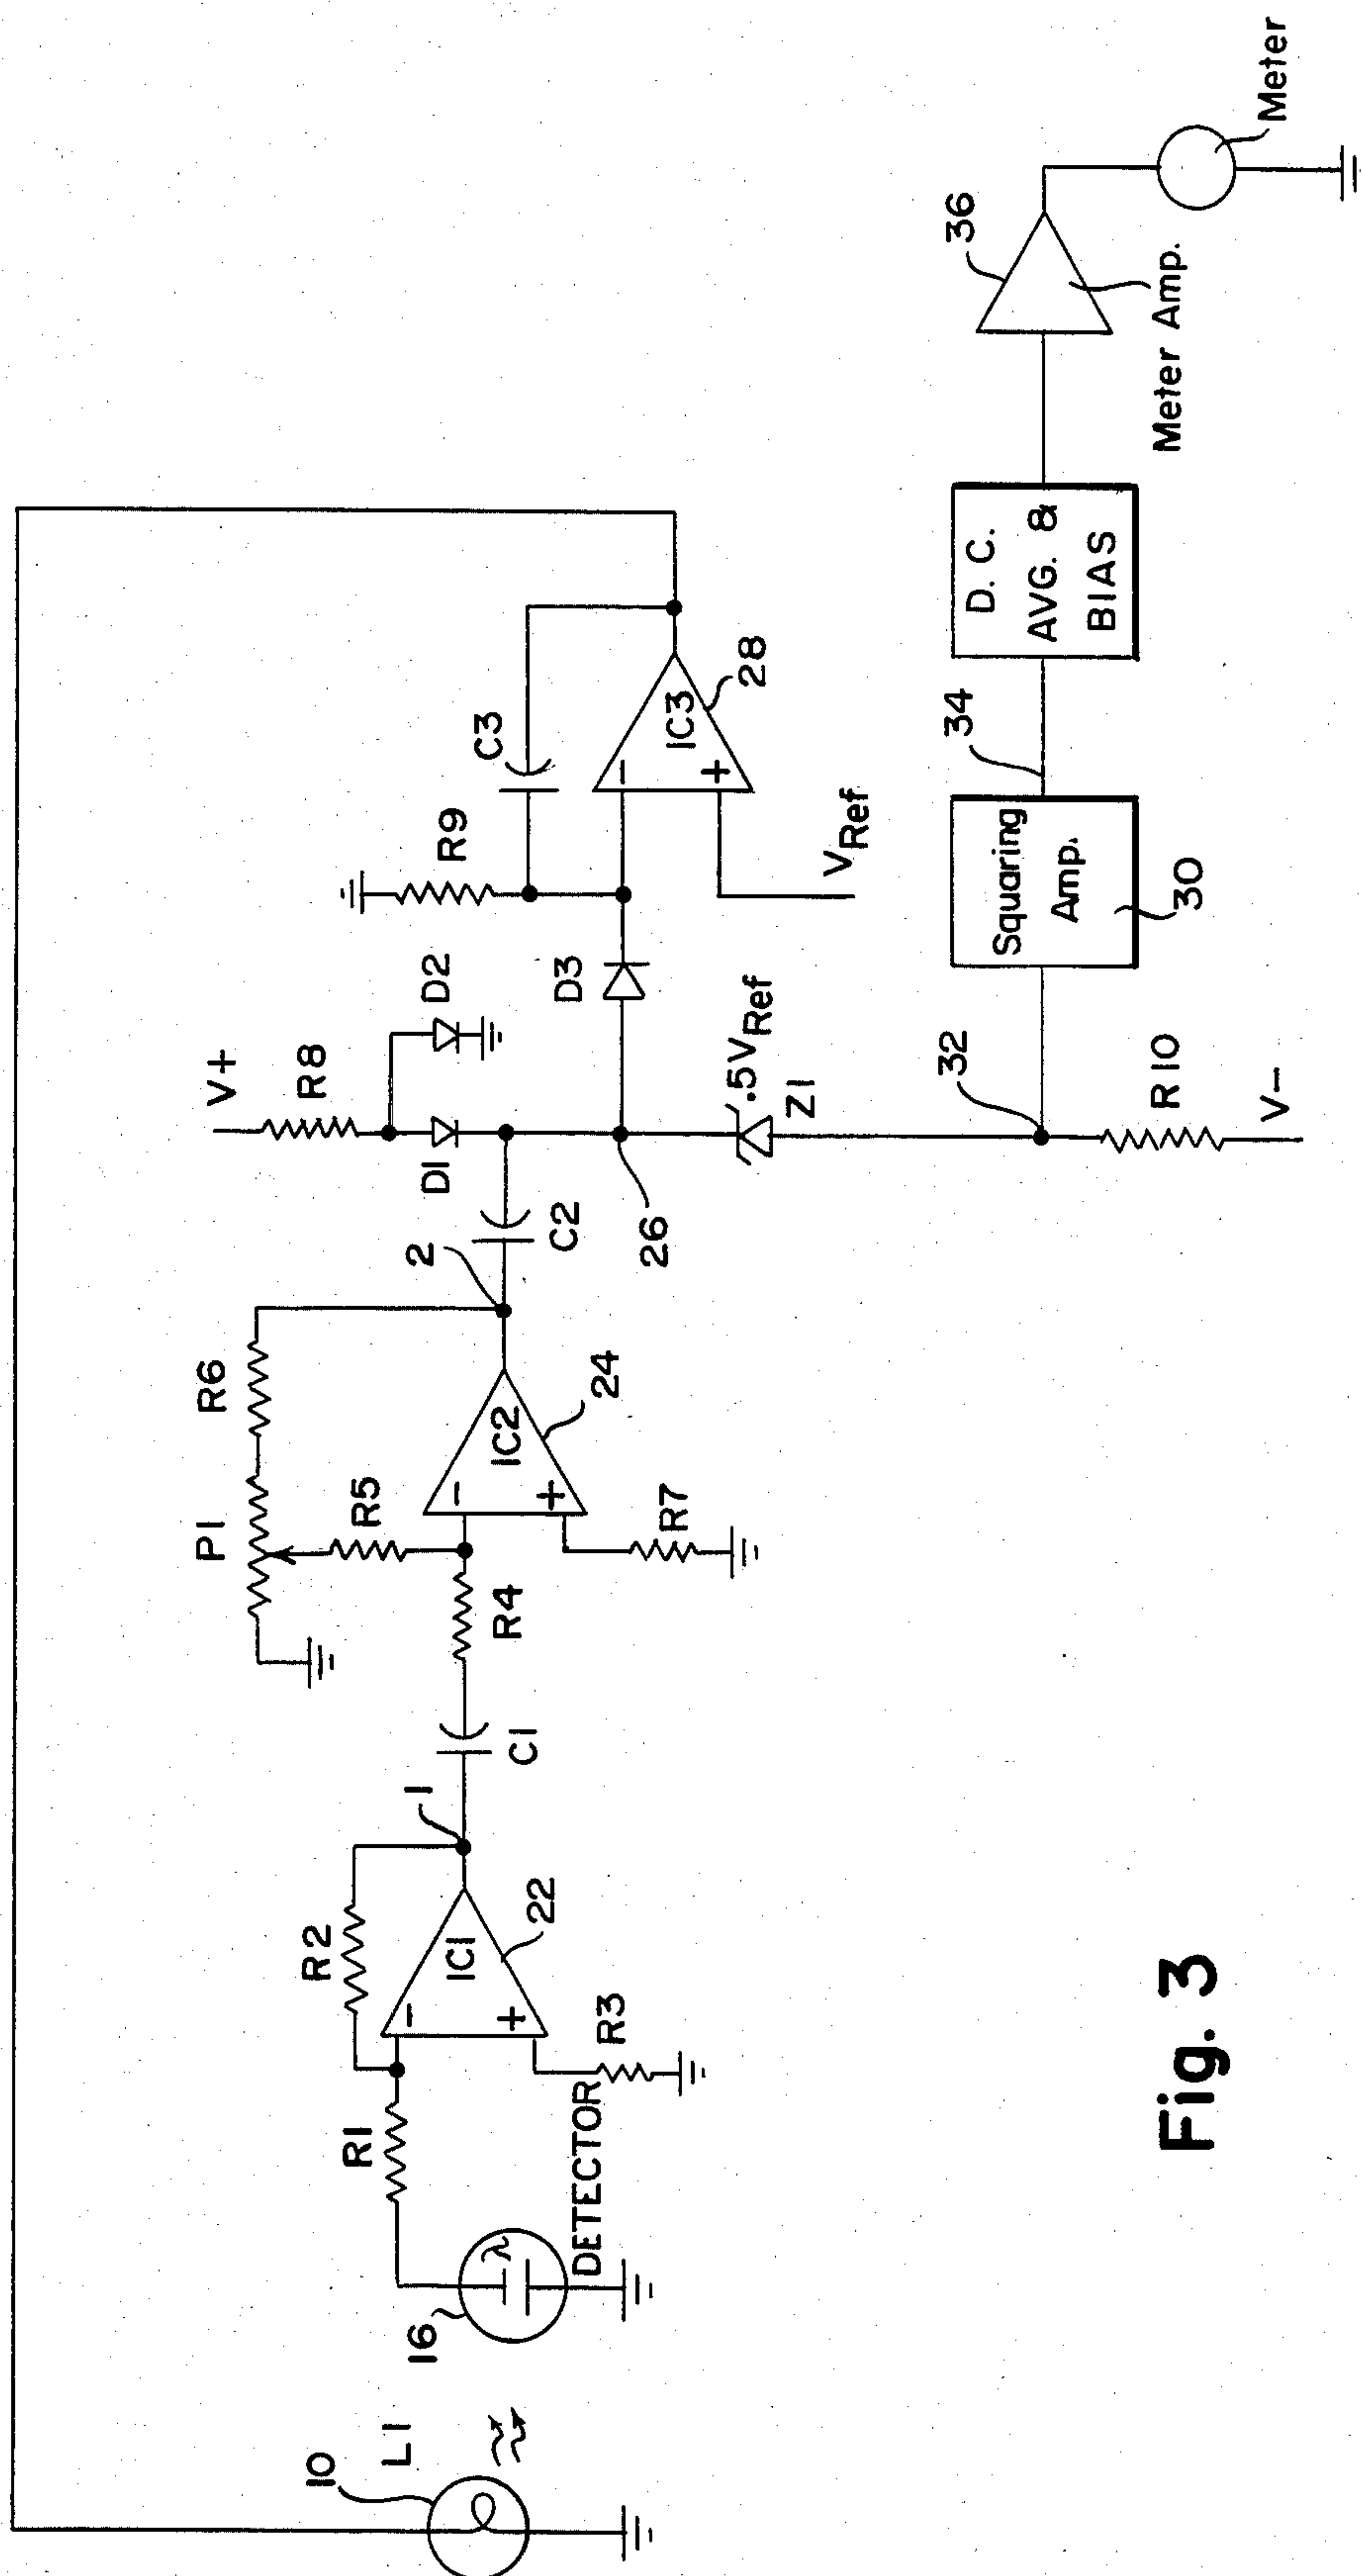 10
L1
16
DETECTOR
R1
R2
IC1
−
+
22
R3
1
C1
R4
P1
R5
R6
IC2
−
+
24
R7
2
C2
V+
R8
D1
D2
26
D3
R9
C3
IC3
−
+
28
VRef
.5VRef
Z1
32
R10
V−
Squaring
Amp.
30
34
D. C.
AVG. &
BIAS
36
Meter Amp.
Meter
λ
Fig. 3